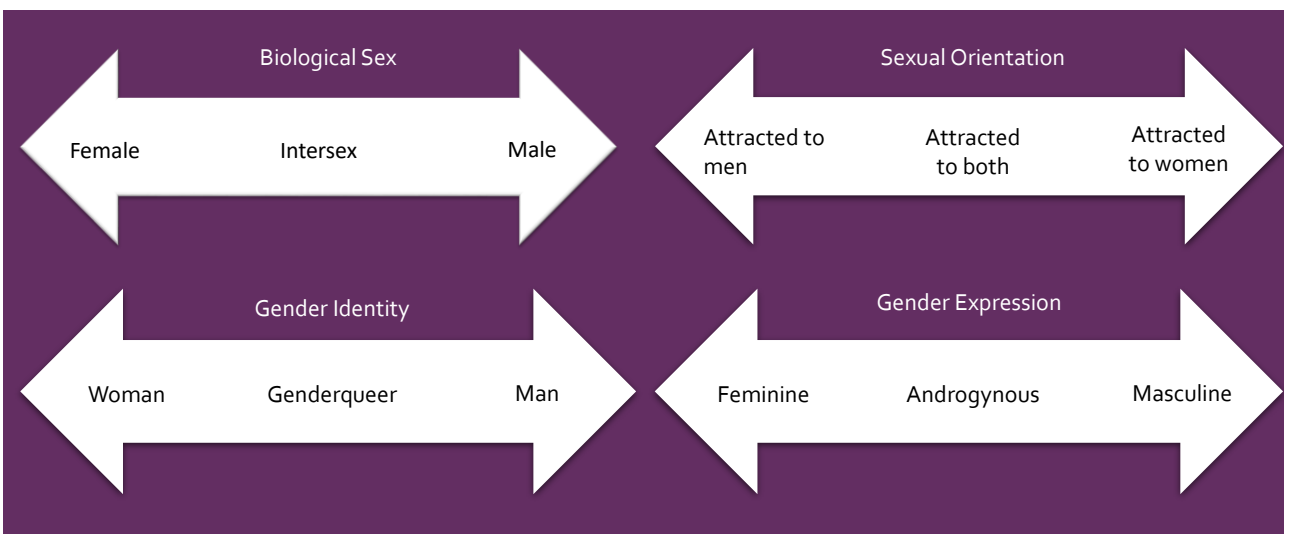 Biological Sex
Female
Intersex
Male
Sexual Orientation
Attracted to
men
Attracted
to both
Attracted
to women
Gender Identity
Woman
Genderqueer
Man
Gender Expression
Feminine
Androgynous
Masculine